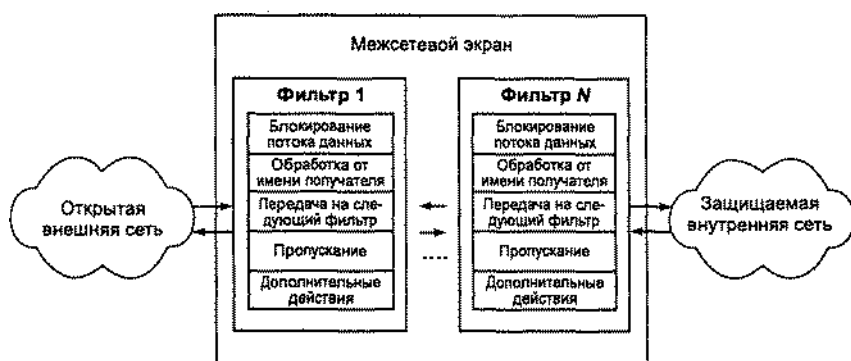 Межсетевой экран
Фильтр 1
Блокирование
потока данных
Обработка от
имени получателя
Передача на сле-
дующий фильтр
Пропускание
Дополнительные
действия
Фильтр N
Блокирование
потока данных
Обработка от
имени получателя
Передача на сле-
дующий фильтр
Пропускание
Дополнительные
действия
Открытая
внешняя сеть
Защищаемая
внутренняя сеть